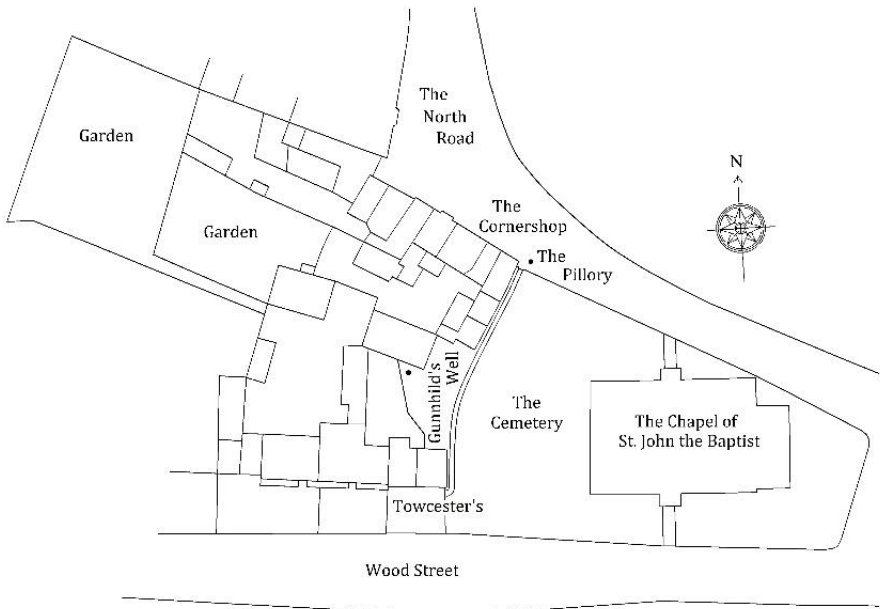 The
North
Road
Garden
N
The
Cornershop
Garden
The
Pillory
Gunnhild's
Well
The
Cemetery
The Chapel of
St. John the Baptist
Towcester's
Wood Street